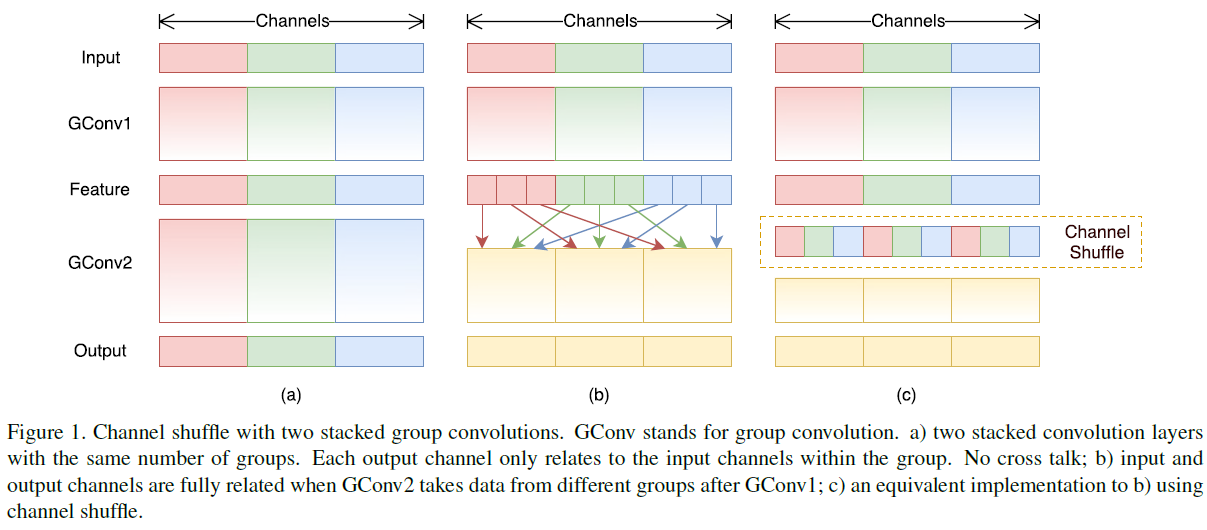 Channels Channels Channels
Input
GConv1
Feature
Channel
Shuffle
GConv2
Output
(a) (b) (c)
Figure 1. Channel shuffle with two stacked group convolutions. GConv stands for group convolution. a) two stacked convolution layers
with the same number of groups. Each output channel only relates to the input channels within the group. No cross talk; b) input and
output channels are fully related when GConv2 takes data from different groups after GConv1; c) an equivalent implementation to b) using
channel shuffle.